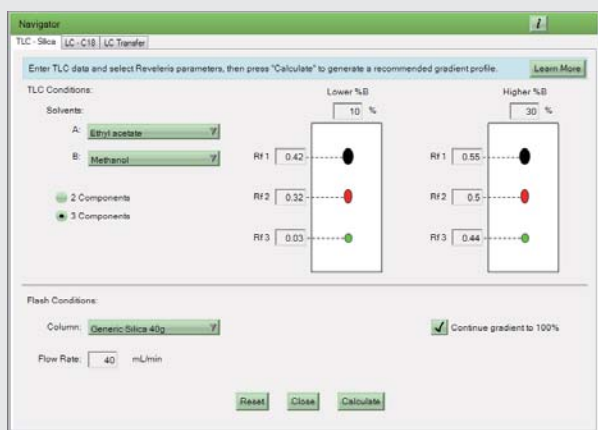 Navigator
i
TLC - Silica LC - C18 LC Transfer
Enter TLC data and select Reveleris parameters, then press "Calculate" to generate a recommended gradient profile. Learn More
TLC Conditions:
Lower %B Higher %B
Solvents:
10 % 30 %
A: Ethyl acetate
B: Methanol
Rf 1 0.42 Rf 1 0.55
2 Components
Rf 2 0.32 Rf 2 0.5
3 Components
Rf 3 0.03 Rf 3 0.44
Flash Conditions:
Column: Generic Silica 40g Continue gradient to 100%
Flow Rate: 40 mL/min
Reset Close Calculate